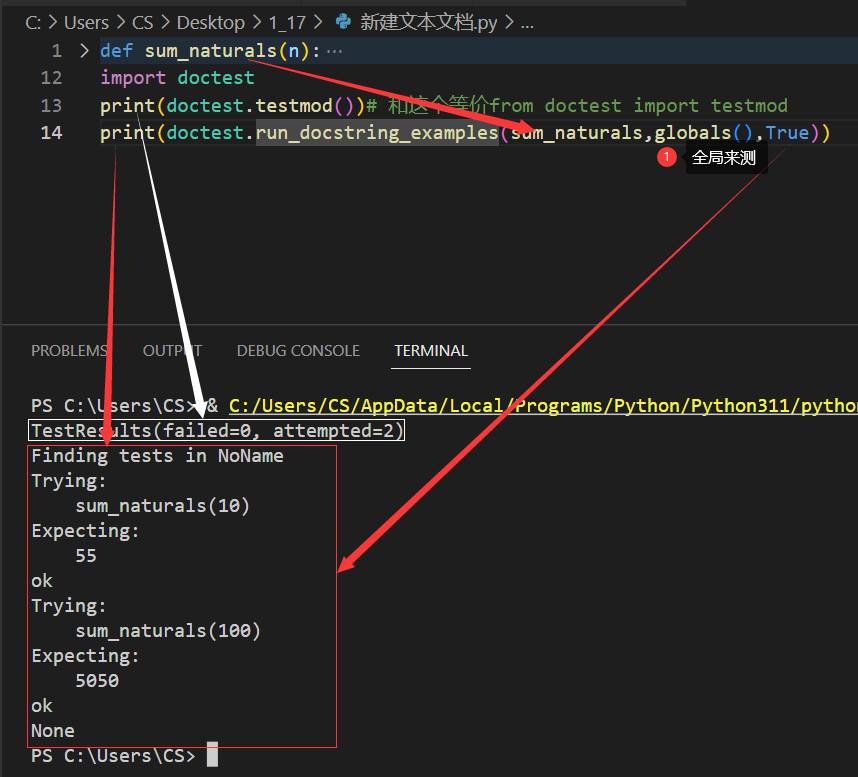 C: > Users > CS > Desktop > 1_17 > 新建文本文档.py > ...
1 > def sum_naturals(n): ...
12 import doctest
13 print(doctest.testmod())# 和这个等价from doctest import testmod
14 print(doctest.run_docstring_examples(sum_naturals,globals(),True))
1 全局来测
PROBLEMS OUTPUT DEBUG CONSOLE TERMINAL
PS C:\Users\CS> & C:/Users/CS/AppData/Local/Programs/Python/Python311/pytho
TestResults(failed=0, attempted=2)
Finding tests in NoName
Trying:
sum_naturals(10)
Expecting:
55
ok
Trying:
sum_naturals(100)
Expecting:
5050
ok
None
PS C:\Users\CS>